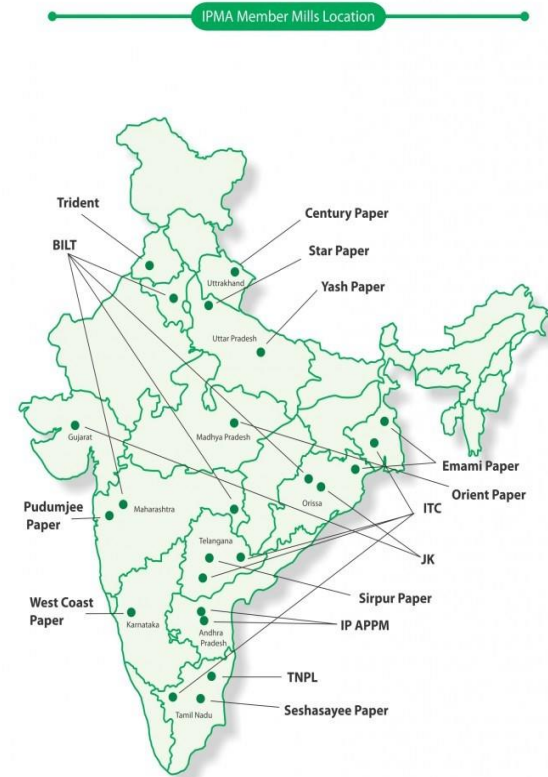 IPMA Member Mills Location
Trident
Century Paper
BILT
Star Paper
Uttrakhand
Yash Paper
Uttar Pradesh
Gujarat
Madhya Pradesh
Emami Paper
Orient Paper
Pudumjee
Paper
Maharashtra
Orissa
ITC
Telangana
JK
Sirpur Paper
West Coast
Paper
Karnataka
IP APPM
Andhra
Pradesh
TNPL
Tamil Nadu
Seshasayee Paper